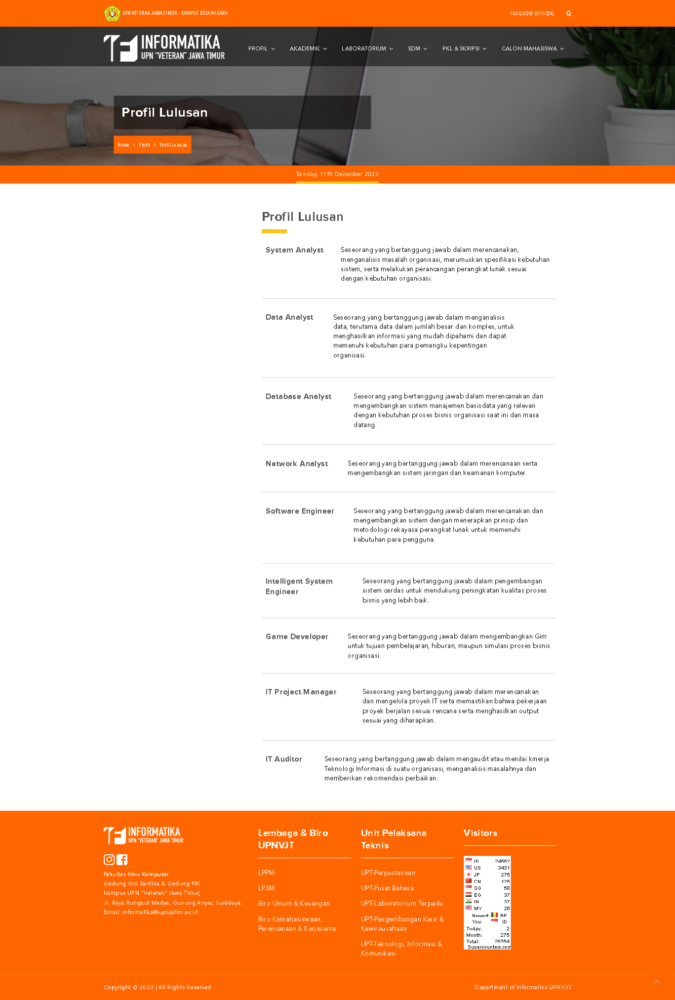 UPN VETERAN JAWA TIMUR - KAMPUS BELA NEGARA
FASILKOM OFFICIAL
INFORMATIKA
UPN “VETERAN” JAWA TIMUR
PROFIL
AKADEMIK
LABORATORIUM
SDM
PKL & SKRIPSI
CALON MAHASISWA
Profil Lulusan
Home / Profil / Profil Lulusan
Sunday, 11th December 2022
Profil Lulusan
System Analyst
Seseorang yang bertanggung jawab dalam merencanakan,
menganalisis masalah organisasi, merumuskan spesifikasi kebutuhan
sistem, serta melakukan perancangan perangkat lunak sesuai
dengan kebutuhan organisasi.
Data Analyst
Seseorang yang bertanggung jawab dalam menganalisis
data, terutama data dalam jumlah besar dan komples, untuk
menghasilkan informasi yang mudah dipahami dan dapat
memenuhi kebutuhan para pemangku kepentingan
organisasi.
Database Analyst
Seseorang yang bertanggung jawab dalam merencanakan dan
mengembangkan sistem manajemen basisdata yang relevan
dengan kebutuhan proses bisnis organisasi saat ini dan masa
datang.
Network Analyst
Seseorang yang bertanggung jawab dalam merencanaan serta
mengembangkan sistem jaringan dan keamanan komputer.
Software Engineer
Seseorang yang bertanggung jawab dalam merencanakan dan
mengembangkan sistem dengan menerapkan prinsip dan
metodologi rekayasa perangkat lunak untuk memenuhi
kebutuhan para pengguna.
Intelligent System
Engineer
Seseorang yang bertanggung jawab dalam pengembangan
sistem cerdas untuk mendukung peningkatan kualitas proses
bisnis yang lebih baik.
Game Developer
Seseorang yang bertanggung jawab dalam mengembangkan Gim
untuk tujuan pembelajaran, hiburan, maupun simulasi proses bisnis
organisasi.
IT Project Manager
Seseorang yang bertanggung jawab dalam merencanakan
dan mengelola proyek IT serta memastikan bahwa pekerjaan
proyek berjalan sesuai rencana serta menghasilkan output
sesuai yang diharapkan.
IT Auditor
Seseorang yang bertanggung jawab dalam mengaudit atau menilai kinerja
Teknologi Informasi di suatu organisasi, menganalisis masalahnya dan
memberikan rekomendasi perbaikan.
INFORMATIKA
UPN “VETERAN” JAWA TIMUR
Fakultas Ilmu Komputer
Gedung Giri Santika & Gedung FIK
Kampus UPN "Veteran" Jawa Timur,
Jl. Raya Rungkut Madya, Gunung Anyar, Surabaya.
Email: informatika@upnjatim.ac.id
Lembaga & Biro
UPNVJT
LPPM
LP3M
Biro Umum & Keuangan
Biro Kemahasiswaan,
Perencanaan & Kerjasama
Unit Pelaksana
Teknis
UPT-Perpustakaan
UPT-Pusat Bahasa
UPT-Laboratorium Terpadu
UPT-Pengembangan Karir &
Kewirausahaan
UPT-Teknologi, Informasi &
Komunikasi
Visitors
ID 24562
US 3431
JP 275
CN 125
SG 58
EG 37
IN 37
MY 26
Newest: BE
You: ID
Today: 2
Month: 275
Total: 28764
Supercounters.com
Copyright © 2022 | All Rights Reserved
Department of Informatics UPNVJT